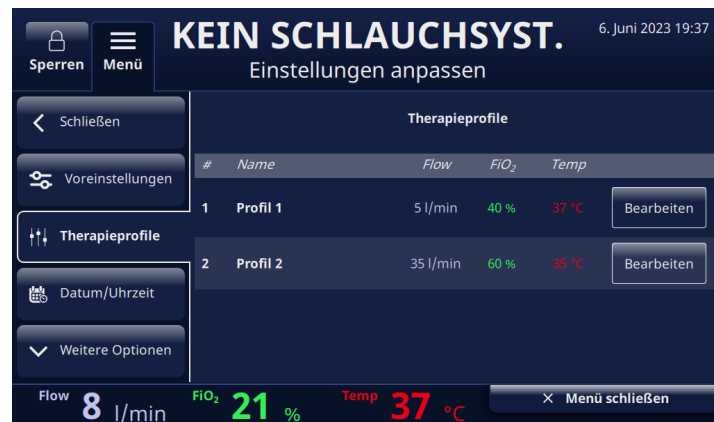 KEIN SCHLAUCHSYST.
6. Juni 2023 19:37
Sperren
Menü
Einstellungen anpassen
Schließen
Voreinstellungen
Therapieprofile
Datum/Uhrzeit
Weitere Optionen
Therapieprofile
# Name Flow FiO₂ Temp
1 Profil 1 5 l/min 40 % 37 °C Bearbeiten
2 Profil 2 35 l/min 60 % 35 °C Bearbeiten
Flow 8 l/min FiO₂ 21 % Temp 37 °C
Menü schließen